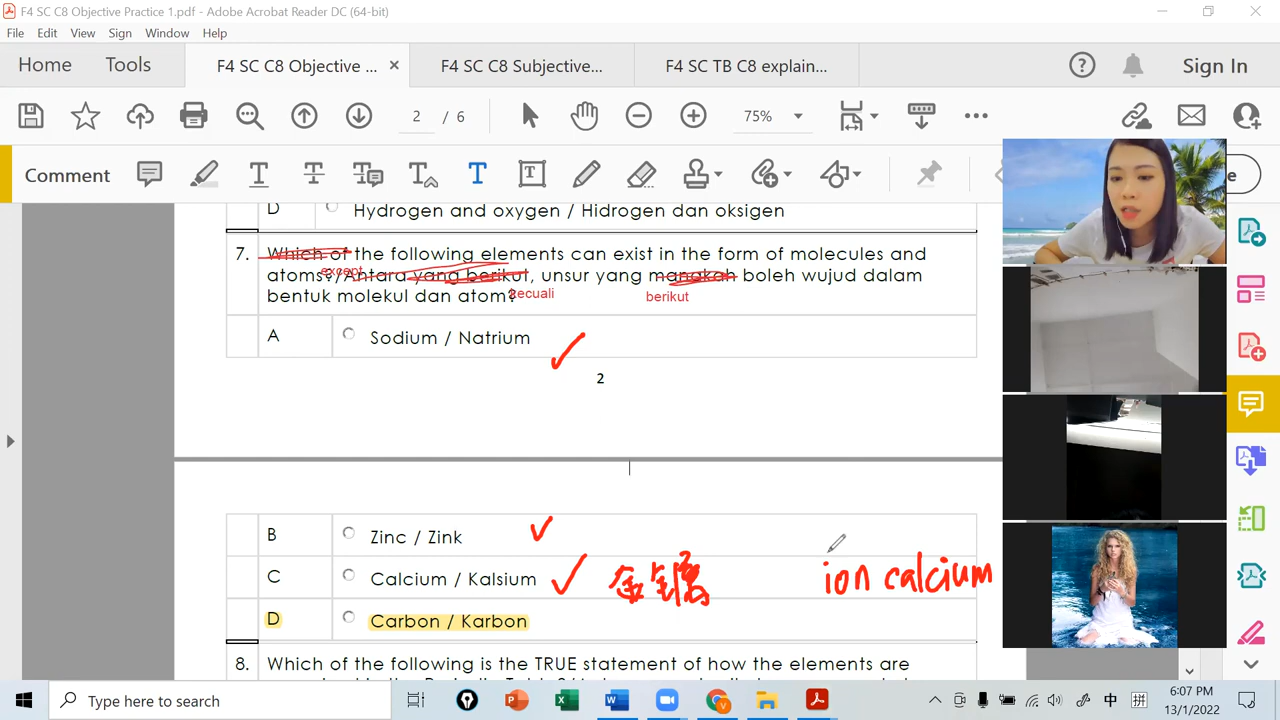 F4 SC C8 Objective Practice 1.pdf - Adobe Acrobat Reader DC (64-bit)
File Edit View Sign Window Help
Home Tools F4 SC C8 Objective ... F4 SC C8 Subjective... F4 SC TB C8 explain... Sign In
2 / 6 75%
Comment
D Hydrogen and oxygen / Hidrogen dan oksigen
7. Which of the following elements can exist in the form of molecules and
except
atoms?/Antara yang berikut, unsur yang manakah boleh wujud dalam
kecuali berikut
bentuk molekul dan atom?
A Sodium / Natrium
2
B Zinc / Zink
C Calcium / Kalsium 金属 ion calcium
D Carbon / Karbon
8. Which of the following is the TRUE statement of how the elements are
Type here to search
中 拼
6:07 PM
13/1/2022